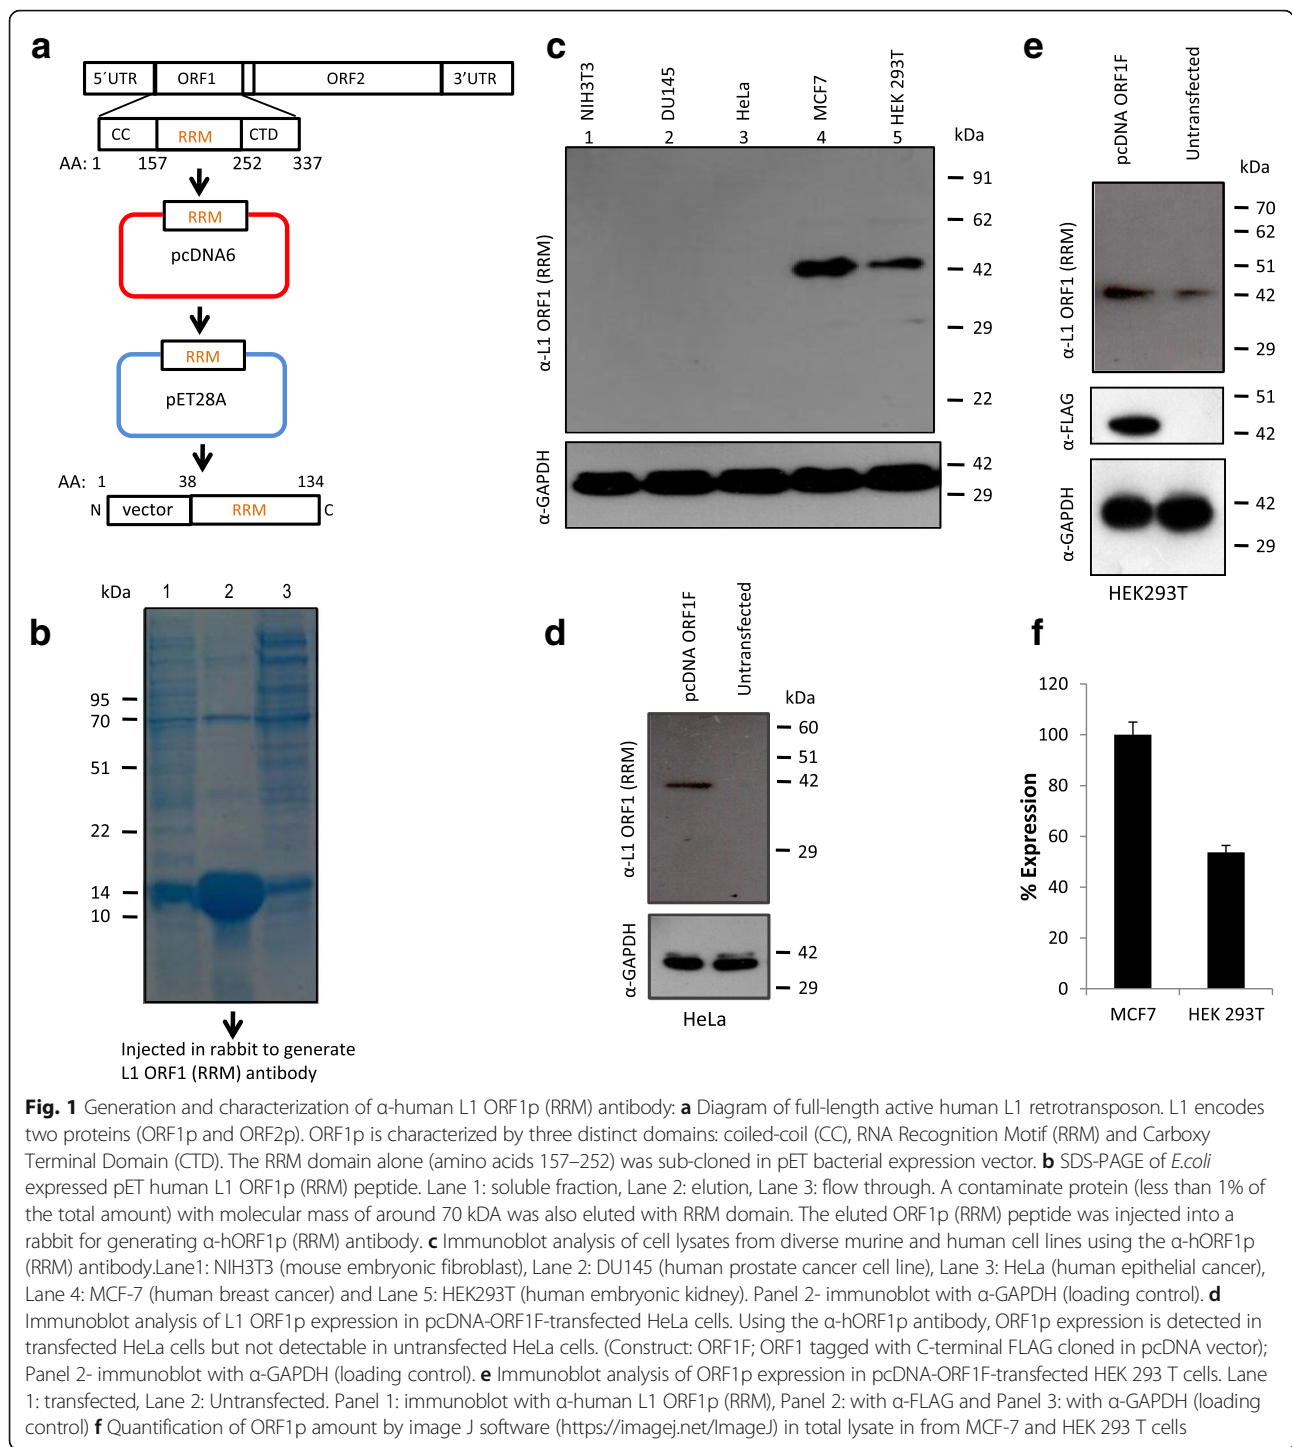 a
5´UTR ORF1 ORF2 3’UTR
CC RRM CTD
AA: 1 157 252 337
RRM
pcDNA6
RRM
pET28A
AA: 1 38 134
N vector RRM C
b
kDa 1 2 3
95
70
51
22
14
10
Injected in rabbit to generate
L1 ORF1 (RRM) antibody
c
NIH3T3 DU145 HeLa MCF7 HEK 293T
1 2 3 4 5 kDa
α-L1 ORF1 (RRM)
91
62
42
29
22
α-GAPDH
42
29
d
pcDNA ORF1F Untransfected
kDa
α-L1 ORF1 (RRM)
60
51
42
29
α-GAPDH
42
29
HeLa
e
pcDNA ORF1F Untransfected
kDa
α-L1 ORF1 (RRM)
70
62
51
42
29
α-FLAG
51
42
α-GAPDH
42
29
HEK293T
f
% Expression
120
100
80
60
40
20
0
MCF7 HEK 293T
Fig. 1 Generation and characterization of α-human L1 ORF1p (RRM) antibody: a Diagram of full-length active human L1 retrotransposon. L1 encodes
two proteins (ORF1p and ORF2p). ORF1p is characterized by three distinct domains: coiled-coil (CC), RNA Recognition Motif (RRM) and Carboxy
Terminal Domain (CTD). The RRM domain alone (amino acids 157–252) was sub-cloned in pET bacterial expression vector. b SDS-PAGE of E.coli
expressed pET human L1 ORF1p (RRM) peptide. Lane 1: soluble fraction, Lane 2: elution, Lane 3: flow through. A contaminate protein (less than 1% of
the total amount) with molecular mass of around 70 kDA was also eluted with RRM domain. The eluted ORF1p (RRM) peptide was injected into a
rabbit for generating α-hORF1p (RRM) antibody. c Immunoblot analysis of cell lysates from diverse murine and human cell lines using the α-hORF1p
(RRM) antibody.Lane1: NIH3T3 (mouse embryonic fibroblast), Lane 2: DU145 (human prostate cancer cell line), Lane 3: HeLa (human epithelial cancer),
Lane 4: MCF-7 (human breast cancer) and Lane 5: HEK293T (human embryonic kidney). Panel 2- immunoblot with α-GAPDH (loading control). d
Immunoblot analysis of L1 ORF1p expression in pcDNA-ORF1F-transfected HeLa cells. Using the α-hORF1p antibody, ORF1p expression is detected in
transfected HeLa cells but not detectable in untransfected HeLa cells. (Construct: ORF1F; ORF1 tagged with C-terminal FLAG cloned in pcDNA vector);
Panel 2- immunoblot with α-GAPDH (loading control). e Immunoblot analysis of ORF1p expression in pcDNA-ORF1F-transfected HEK 293 T cells. Lane
1: transfected, Lane 2: Untransfected. Panel 1: immunoblot with α-human L1 ORF1p (RRM), Panel 2: with α-FLAG and Panel 3: with α-GAPDH (loading
control) f Quantification of ORF1p amount by image J software (https://imagej.net/ImageJ) in total lysate in from MCF-7 and HEK 293 T cells